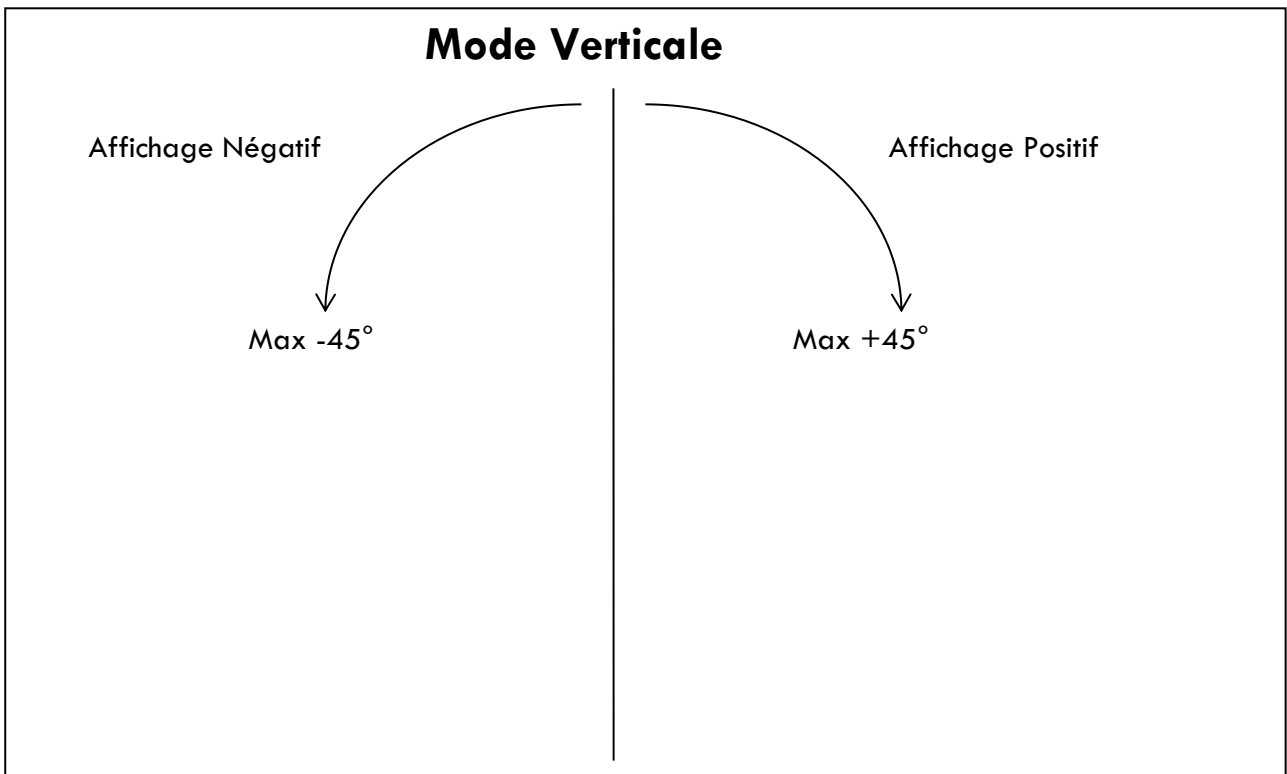 Mode Verticale
Affichage Négatif
Affichage Positif
Max -45°
Max +45°